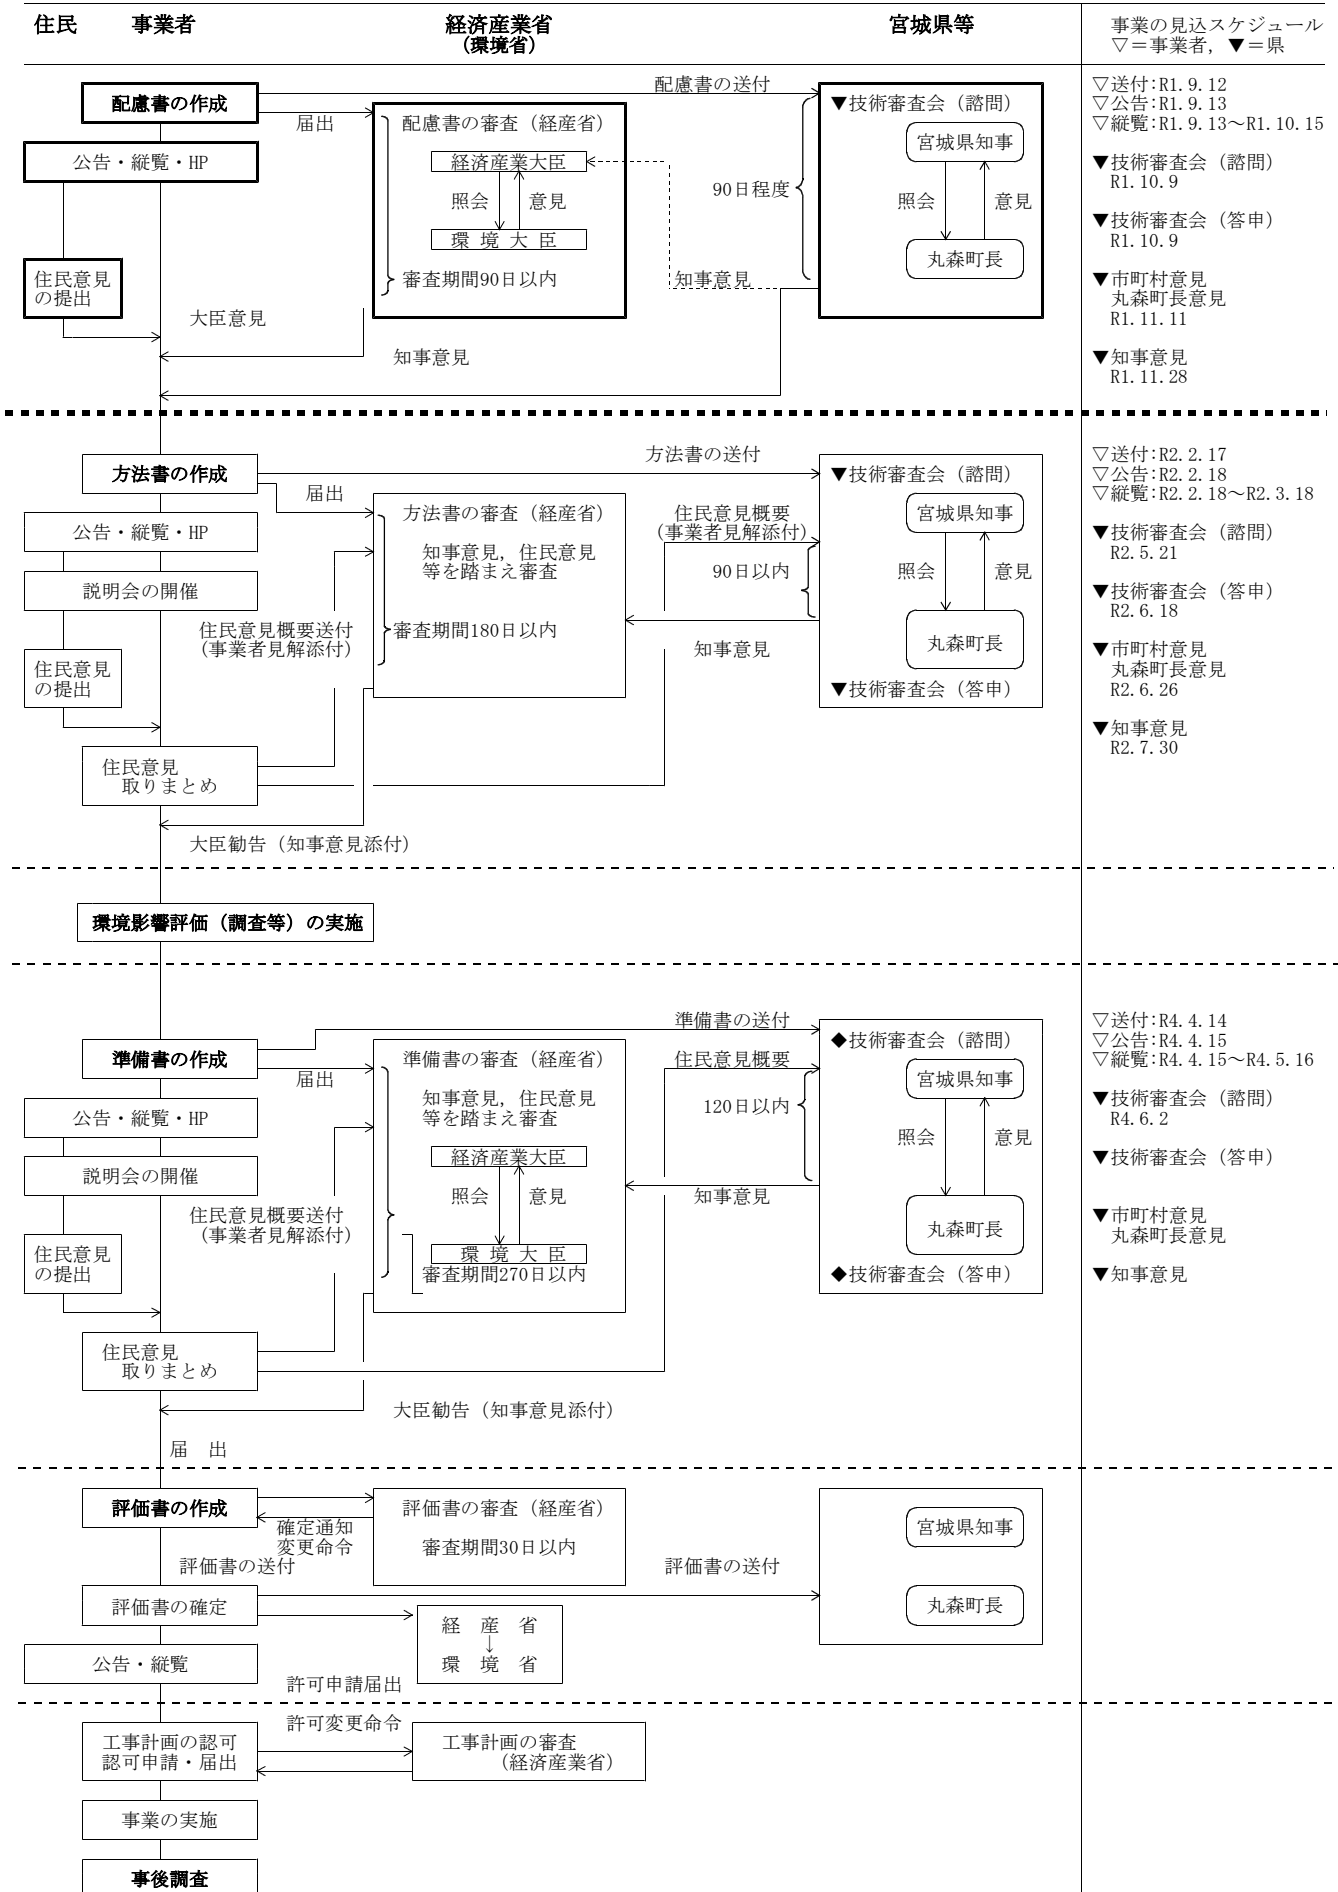 住民 事業者 経済産業省 宮城県等 事業の見込スケジュール
(環境省) ▽＝事業者，▼＝県
配慮書の作成
届出
配慮書の送付
公告・縦覧・HP
住民意見
の提出
配慮書の審査（経産省）
経済産業大臣
照会 意見
環 境 大 臣
審査期間90日以内
大臣意見
知事意見
知事意見
90日程度
▼技術審査会（諮問）
宮城県知事
照会 意見
丸森町長
▽送付:R1.9.12
▽公告:R1.9.13
▽縦覧:R1.9.13～R1.10.15
▼技術審査会（諮問）
R1.10.9
▼技術審査会（答申）
R1.10.9
▼市町村意見
丸森町長意見
R1.11.11
▼知事意見
R1.11.28
方法書の作成
届出
方法書の送付
公告・縦覧・HP
説明会の開催
住民意見
の提出
住民意見概要送付
（事業者見解添付）
住民意見
取りまとめ
方法書の審査（経産省）
知事意見，住民意見
等を踏まえ審査
審査期間180日以内
大臣勧告（知事意見添付）
住民意見概要
（事業者見解添付）
90日以内
知事意見
▼技術審査会（諮問）
宮城県知事
照会 意見
丸森町長
▼技術審査会（答申）
▽送付:R2.2.17
▽公告:R2.2.18
▽縦覧:R2.2.18～R2.3.18
▼技術審査会（諮問）
R2.5.21
▼技術審査会（答申）
R2.6.18
▼市町村意見
丸森町長意見
R2.6.26
▼知事意見
R2.7.30
環境影響評価（調査等）の実施
準備書の作成
届出
準備書の送付
公告・縦覧・HP
説明会の開催
住民意見
の提出
住民意見概要送付
（事業者見解添付）
住民意見
取りまとめ
準備書の審査（経産省）
知事意見，住民意見
等を踏まえ審査
経済産業大臣
照会 意見
環 境 大 臣
審査期間270日以内
大臣勧告（知事意見添付）
住民意見概要
120日以内
知事意見
◆技術審査会（諮問）
宮城県知事
照会 意見
丸森町長
◆技術審査会（答申）
▽送付:R4.4.14
▽公告:R4.4.15
▽縦覧:R4.4.15～R4.5.16
▼技術審査会（諮問）
R4.6.2
▼技術審査会（答申）
▼市町村意見
丸森町長意見
▼知事意見
届 出
評価書の作成
確定通知
変更命令
評価書の審査（経産省）
審査期間30日以内
評価書の送付
評価書の送付
宮城県知事
丸森町長
評価書の確定
経 産 省
↓
環 境 省
公告・縦覧
許可申請届出
許可変更命令
工事計画の認可
認可申請・届出
工事計画の審査
（経済産業省）
事業の実施
事後調査